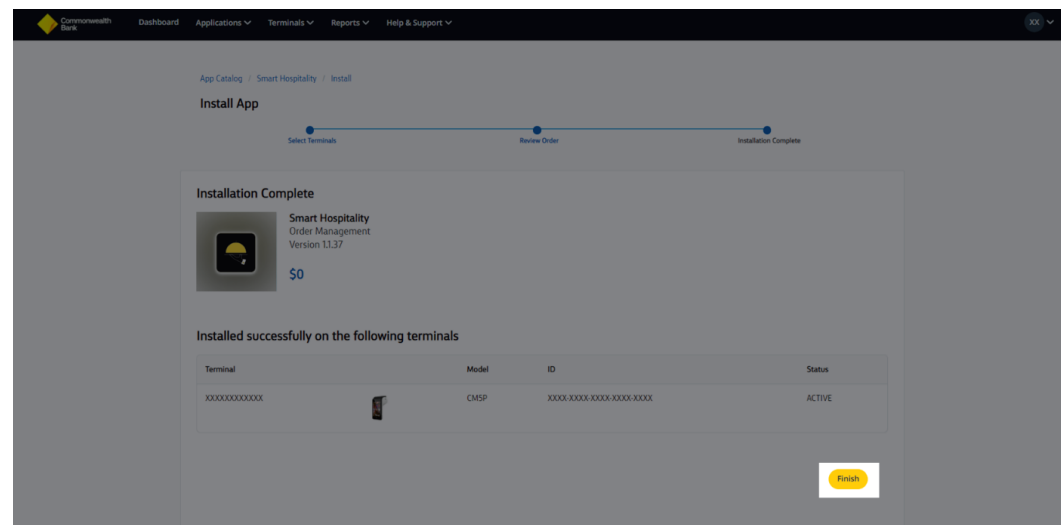 Commonwealth
Bank
Dashboard Applications Terminals Reports Help & Support XX
App Catalog / Smart Hospitality / Install
Install App
Select Terminals Review Order Installation Complete
Installation Complete
Smart Hospitality
Order Management
Version 1.1.37
$0
Installed successfully on the following terminals
Terminal Model ID Status
XXXXXXXXXXXX CM5P XXXX-XXXX-XXXX-XXXX-XXXX ACTIVE
Finish